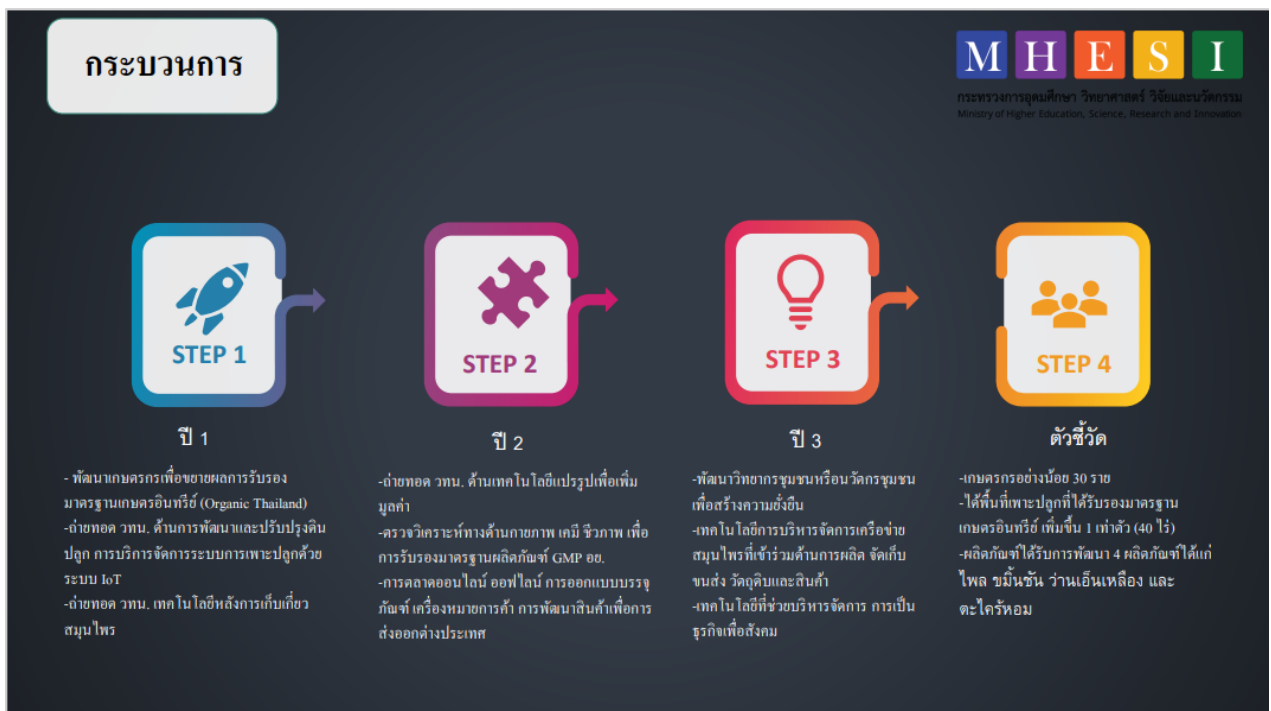 กระบวนการ
M H E S I
กระทรวงการอุดมศึกษา วิทยาศาสตร์ วิจัยและนวัตกรรม
Ministry of Higher Education, Science, Research and Innovation
STEP 1
ปี 1
- พัฒนาเกษตรกรเพื่อขยายผลการรับรอง
มาตรฐานเกษตรอินทรีย์ (Organic Thailand)
-ถ่ายทอด วทน. ด้านการพัฒนาและปรับปรุงดิน
ปลูก การบริการจัดการระบบการเพาะปลูกด้วย
ระบบ IoT
-ถ่ายทอด วทน. เทคโนโลยีหลังการเก็บเกี่ยว
สมุนไพร
STEP 2
ปี 2
-ถ่ายทอด วทน. ด้านเทคโนโลยีแปรรูปเพื่อเพิ่ม
มูลค่า
-ตรวจวิเคราะห์ทางด้านกายภาพ เคมี ชีวภาพ เพื่อ
การรับรองมาตรฐานผลิตภัณฑ์ GMP อย.
-การตลาดออนไลน์ ออฟไลน์ การออกแบบบรรจุ
ภัณฑ์ เครื่องหมายการค้า การพัฒนาสินค้าเพื่อการ
ส่งออกต่างประเทศ
STEP 3
ปี 3
-พัฒนาวิทยากรชุมชนหรือนวัตกรชุมชน
เพื่อสร้างความยั่งยืน
-เทคโนโลยีการบริหารจัดการเครือข่าย
สมุนไพรที่เข้าร่วมด้านการผลิต จัดเก็บ
ขนส่ง วัตถุดิบและสินค้า
-เทคโนโลยีที่ช่วยบริหารจัดการ การเป็น
ธุรกิจเพื่อสังคม
STEP 4
ตัวชี้วัด
-เกษตรกรอย่างน้อย 30 ราย
-ได้พื้นที่เพาะปลูกที่ได้รับรองมาตรฐาน
เกษตรอินทรีย์ เพิ่มขึ้น 1 เท่าตัว (40 ไร่)
-ผลิตภัณฑ์ได้รับการพัฒนา 4 ผลิตภัณฑ์ได้แก่
ไพล ขมิ้นชัน ว่านเอ็นเหลือง และ
ตะไคร้หอม